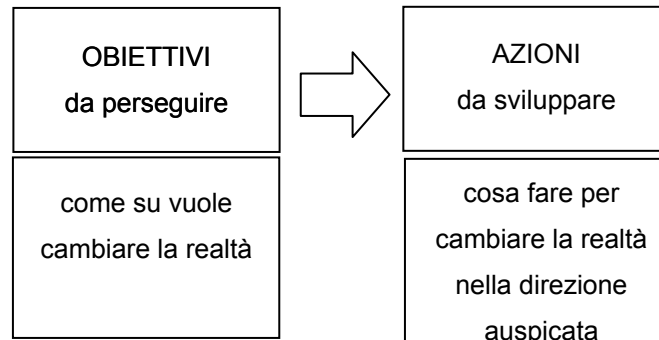 OBIETTIVI
da perseguire
AZIONI
da sviluppare
come su vuole
cambiare la realtà
cosa fare per
cambiare la realtà
nella direzione
auspicata